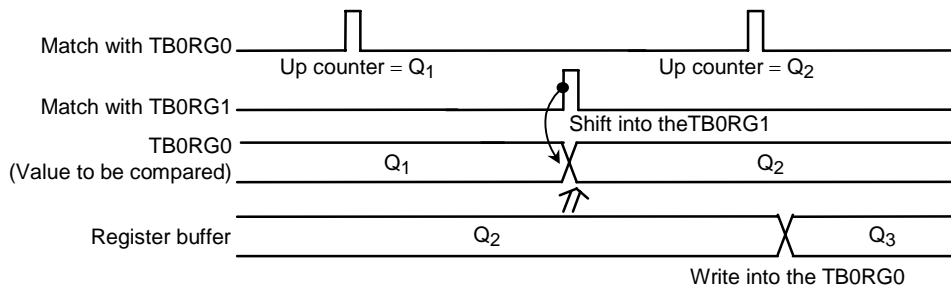 Match with TB0RG0
Up counter = Q1
Up counter = Q2
Match with TB0RG1
Shift into theTB0RG1
TB0RG0
(Value to be compared)
Q1
Q2
Register buffer
Q2
Q3
Write into the TB0RG0